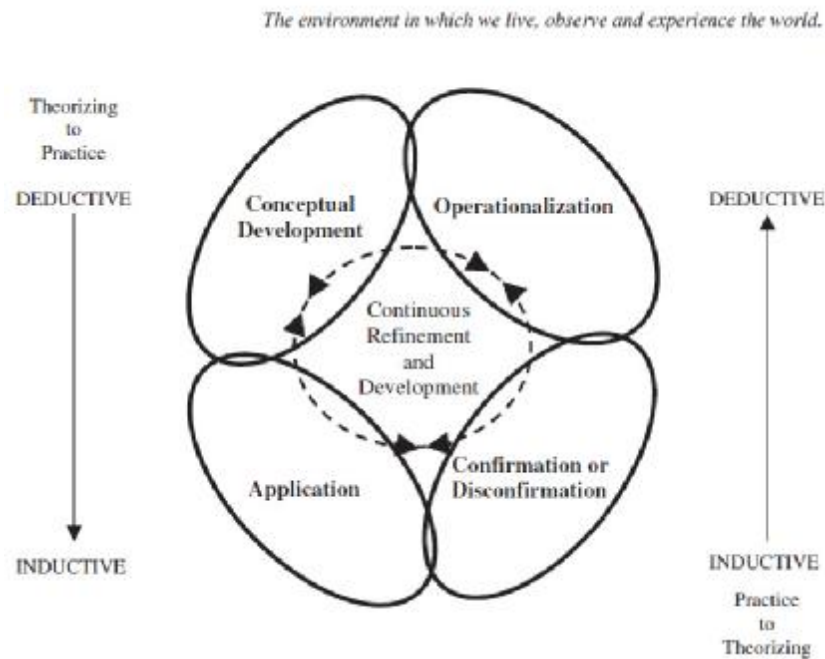 The environment in which we live, observe and experience the world.
Theorizing
to
Practice
DEDUCTIVE
INDUCTIVE
Conceptual
Development
Operationalization
Continuous
Refinement
and
Development
Application
Confirmation or
Disconfirmation
DEDUCTIVE
INDUCTIVE
Practice
to
Theorizing